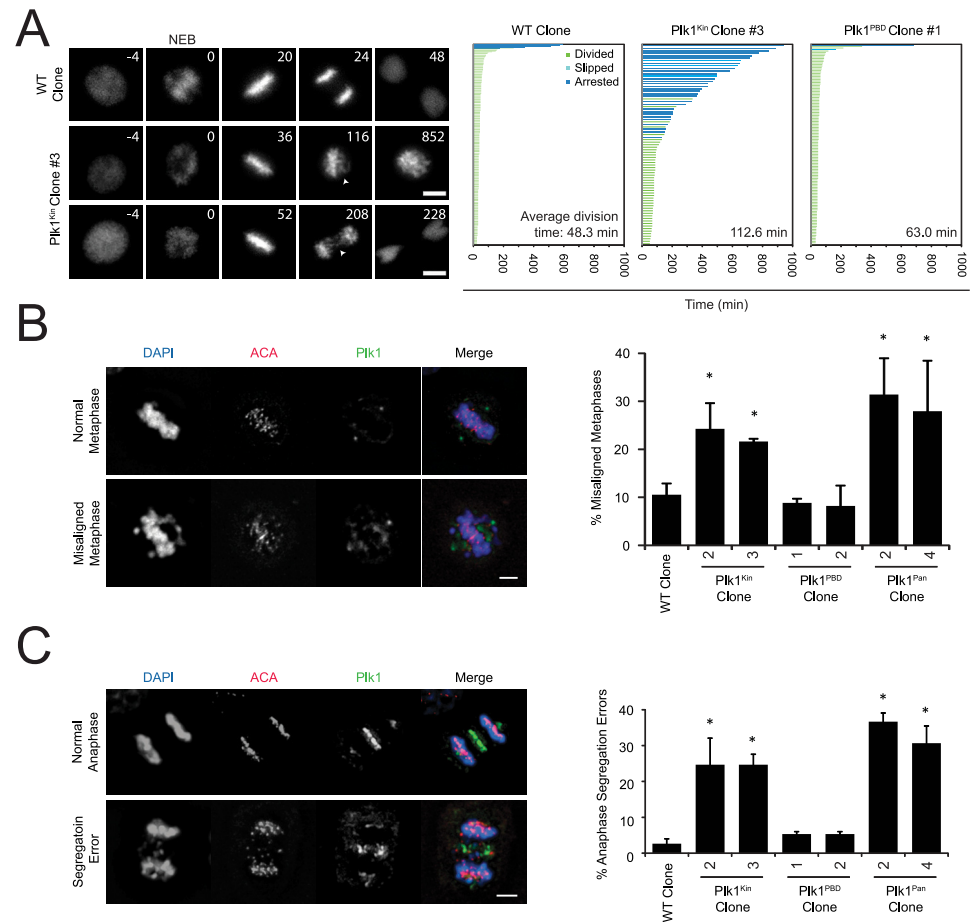 A
NEB
WT
Clone
-4
0
20
24
48
Plk1Kin Clone #3
-4
0
36
116
852
-4
0
52
208
228
WT Clone
Plk1Kin Clone #3
Plk1PBD Clone #1
Divided
Slipped
Arrested
Average division
time: 48.3 min
112.6 min
63.0 min
0 200 400 600 800 1000
0 200 400 600 800 1000
0 200 400 600 800 1000
Time (min)
B
DAPI ACA Plk1 Merge
Normal
Metaphase
Misaligned
Metaphase
% Misaligned Metaphases
40
30
20
10
0
* * * *
WT Clone
2 3
1 2
2 4
Plk1Kin
Clone
Plk1PBD
Clone
Plk1Pan
Clone
C
DAPI ACA Plk1 Merge
Normal
Anaphase
Segregatoin
Error
% Anaphase Segregation Errors
40
30
20
10
0
* * * *
WT Clone
2 3
1 2
2 4
Plk1Kin
Clone
Plk1PBD
Clone
Plk1Pan
Clone